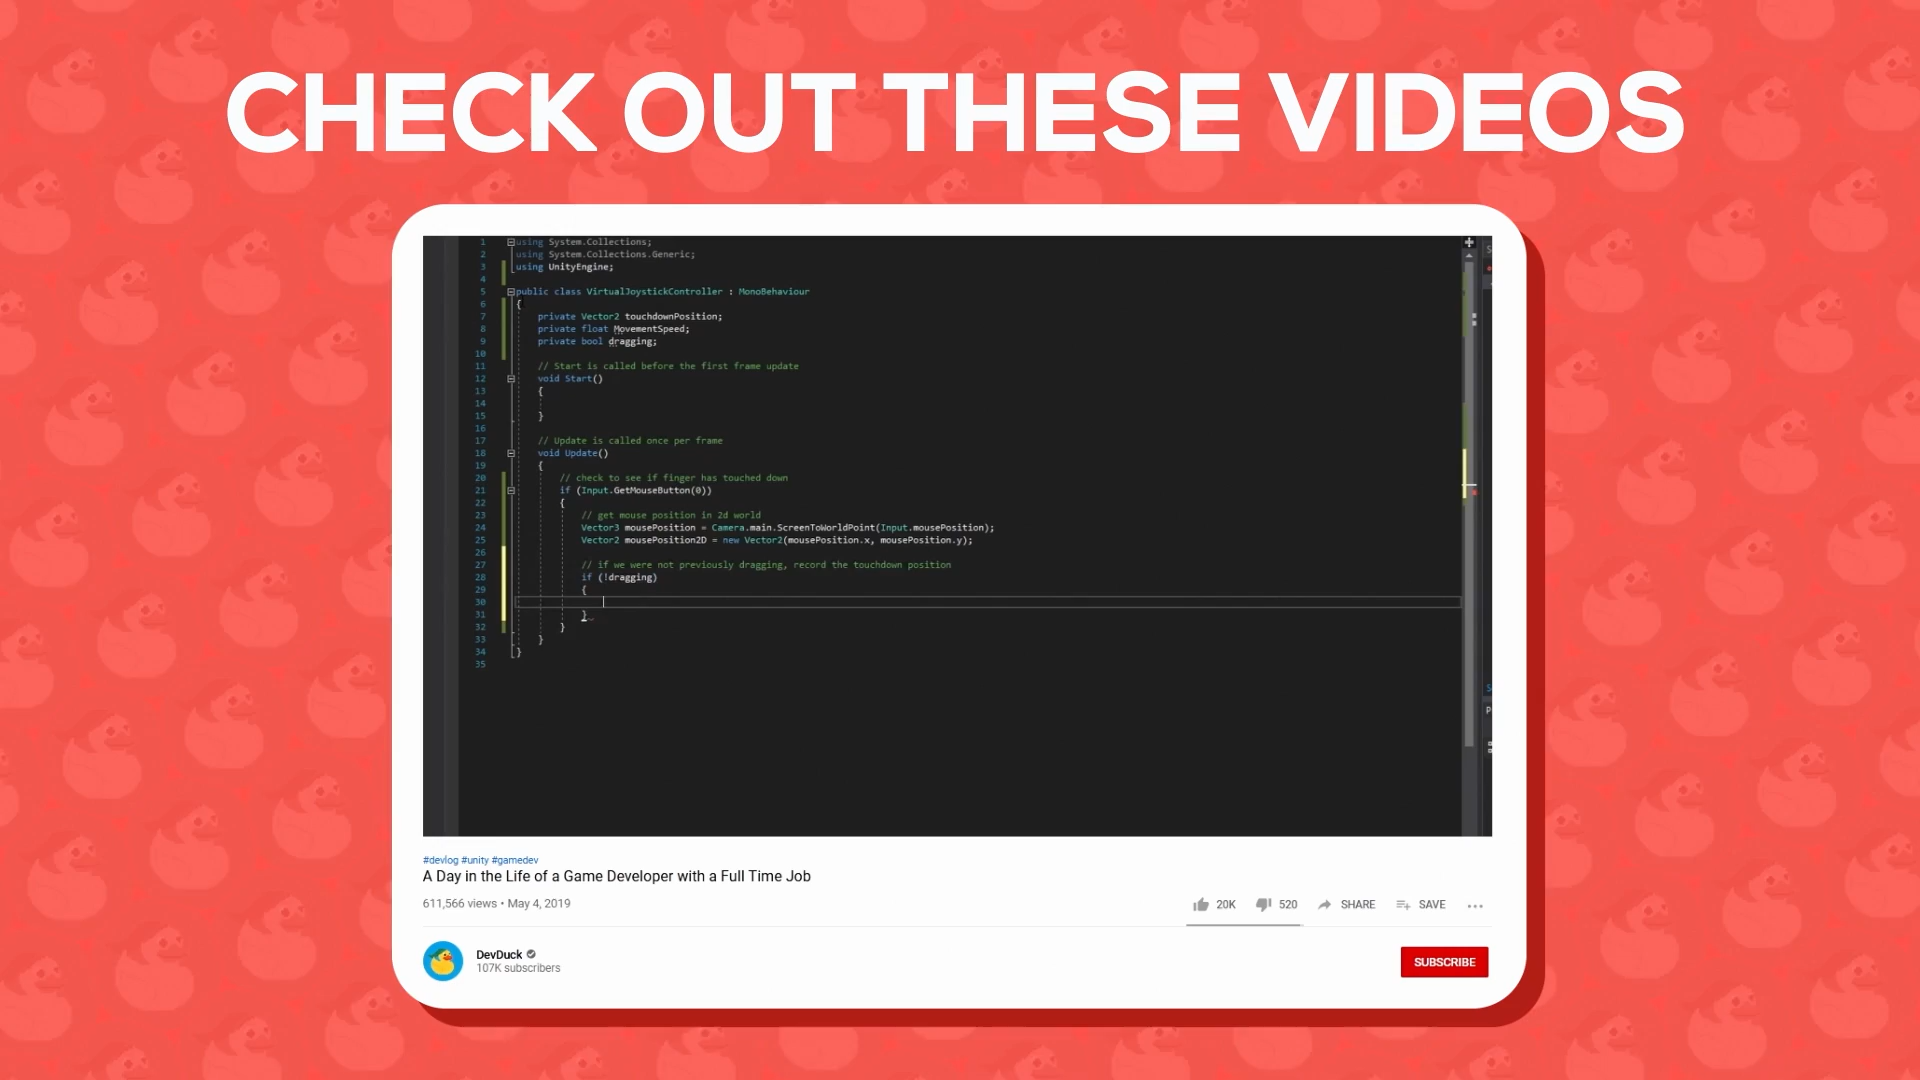 CHECK OUT THESE VIDEOS
1 using System.Collections;
2 using System.Collections.Generic;
3 using UnityEngine;
4
5 public class VirtualJoystickController : MonoBehaviour
6 {
7 private Vector2 touchdownPosition;
8 private float MovementSpeed;
9 private bool dragging;
10
11 // Start is called before the first frame update
12 void Start()
13 {
14
15 }
16
17 // Update is called once per frame
18 void Update()
19 {
20 // check to see if finger has touched down
21 if (Input.GetMouseButton(0))
22 {
23 // get mouse position in 2d world
24 Vector3 mousePosition = Camera.main.ScreenToWorldPoint(Input.mousePosition);
25 Vector2 mousePosition2D = new Vector2(mousePosition.x, mousePosition.y);
26
27 // if we were not previously dragging, record the touchdown position
28 if (!dragging)
29 {
30
31 }
32 }
33 }
34 }
35
#devlog #unity #gamedev
A Day in the Life of a Game Developer with a Full Time Job
611,566 views • May 4, 2019
20K 520 SHARE SAVE
DevDuck
107K subscribers
SUBSCRIBE